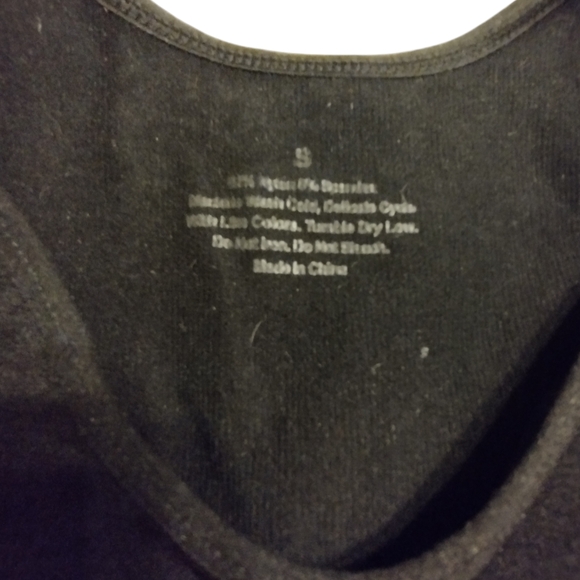 S
Nylon Spandex
Machine Wash Cold, Delicate Cycle
With Like Colors. Tumble Dry Low.
Do Not Iron. Do Not Bleach.
Made in China